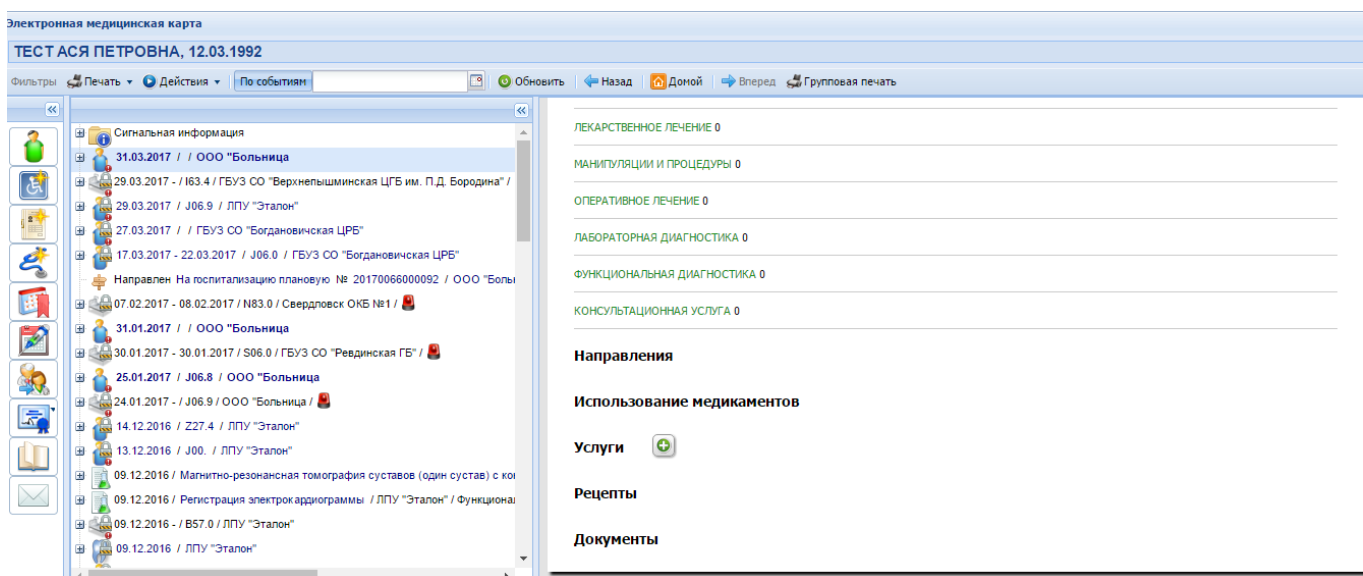 Электронная медицинская карта
ТЕСТ АСЯ ПЕТРОВНА, 12.03.1992
Фильтры Печать Действия По событиям Обновить Назад Домой Вперед Групповая печать
Сигнальная информация
31.03.2017 / / ООО "Больница
29.03.2017 - / I63.4 / ГБУЗ СО "Верхнепышминская ЦГБ им. П.Д. Бородина" /
29.03.2017 / J06.9 / ЛПУ "Эталон"
27.03.2017 / / ГБУЗ СО "Богдановичская ЦРБ"
17.03.2017 - 22.03.2017 / J06.0 / ГБУЗ СО "Богдановичская ЦРБ"
Направлен На госпитализацию плановую № 20170066000092 / ООО "Больн
07.02.2017 - 08.02.2017 / N83.0 / Свердловск ОКБ №1 /
31.01.2017 / / ООО "Больница
30.01.2017 - 30.01.2017 / S06.0 / ГБУЗ СО "Ревдинская ГБ" /
25.01.2017 / J06.8 / ООО "Больница
24.01.2017 - / J06.9 / ООО "Больница /
14.12.2016 / Z27.4 / ЛПУ "Эталон"
13.12.2016 / J00. / ЛПУ "Эталон"
09.12.2016 / Магнитно-резонансная томография суставов (один сустав) с кон
09.12.2016 / Регистрация электрокардиограммы / ЛПУ "Эталон" / Функционал
09.12.2016 - / B57.0 / ЛПУ "Эталон"
09.12.2016 / ЛПУ "Эталон"
ЛЕКАРСТВЕННОЕ ЛЕЧЕНИЕ 0
МАНИПУЛЯЦИИ И ПРОЦЕДУРЫ 0
ОПЕРАТИВНОЕ ЛЕЧЕНИЕ 0
ЛАБОРАТОРНАЯ ДИАГНОСТИКА 0
ФУНКЦИОНАЛЬНАЯ ДИАГНОСТИКА 0
КОНСУЛЬТАЦИОННАЯ УСЛУГА 0
Направления
Использование медикаментов
Услуги
Рецепты
Документы